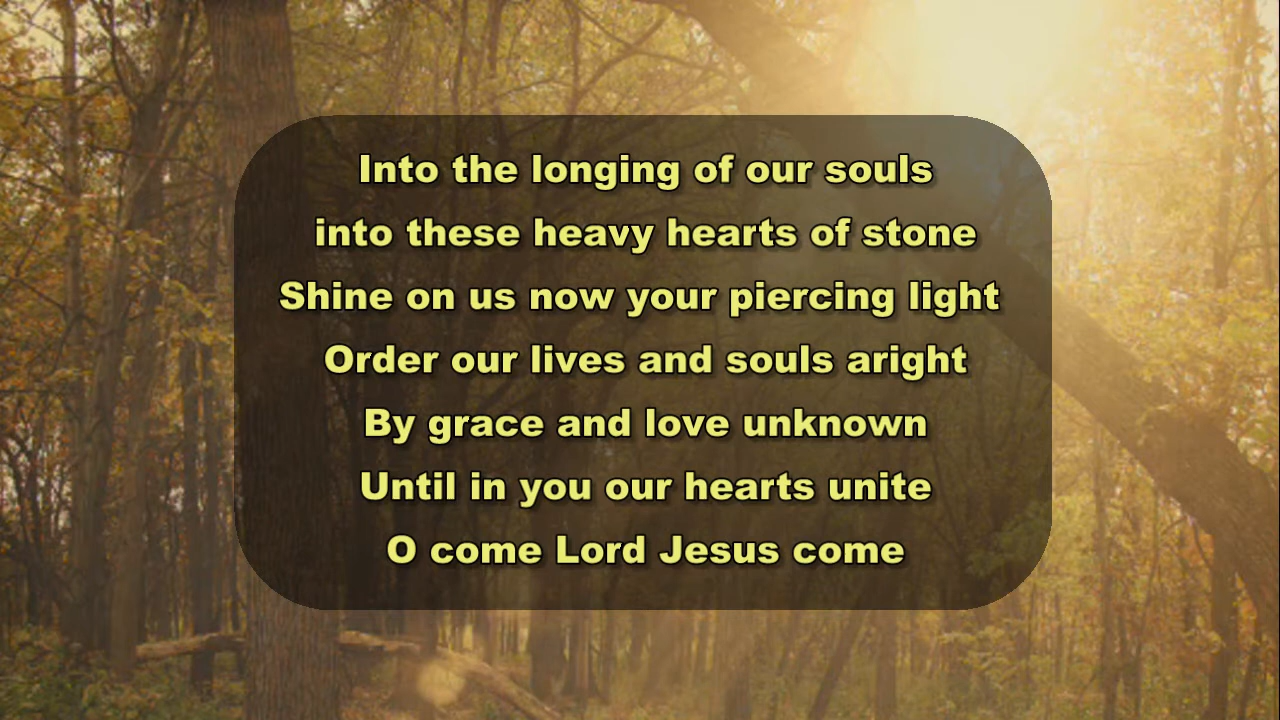 Into the longing of our souls
into these heavy hearts of stone
Shine on us now your piercing light
Order our lives and souls aright
By grace and love unknown
Until in you our hearts unite
O come Lord Jesus come